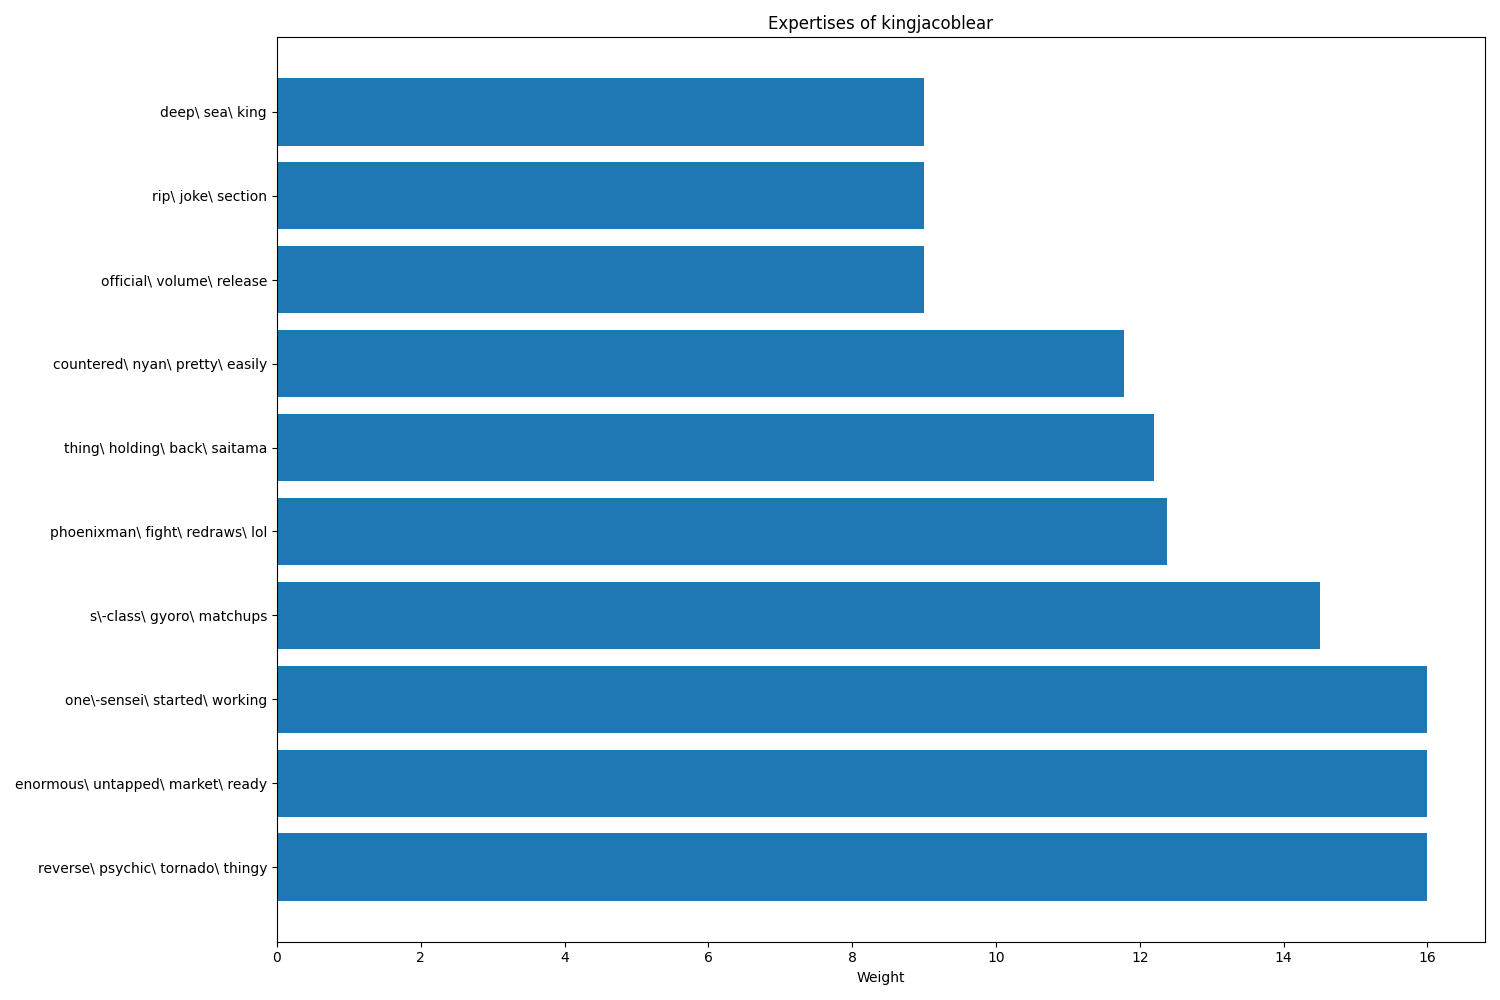 Expertises of kingjacoblear
deep\ sea\ king
rip\ joke\ section
official\ volume\ release
countered\ nyan\ pretty\ easily
thing\ holding\ back\ saitama
phoenixman\ fight\ redraws\ lol
s\-class\ gyoro\ matchups
one\-sensei\ started\ working
enormous\ untapped\ market\ ready
reverse\ psychic\ tornado\ thingy
0 2 4 6 8 10 12 14 16
Weight